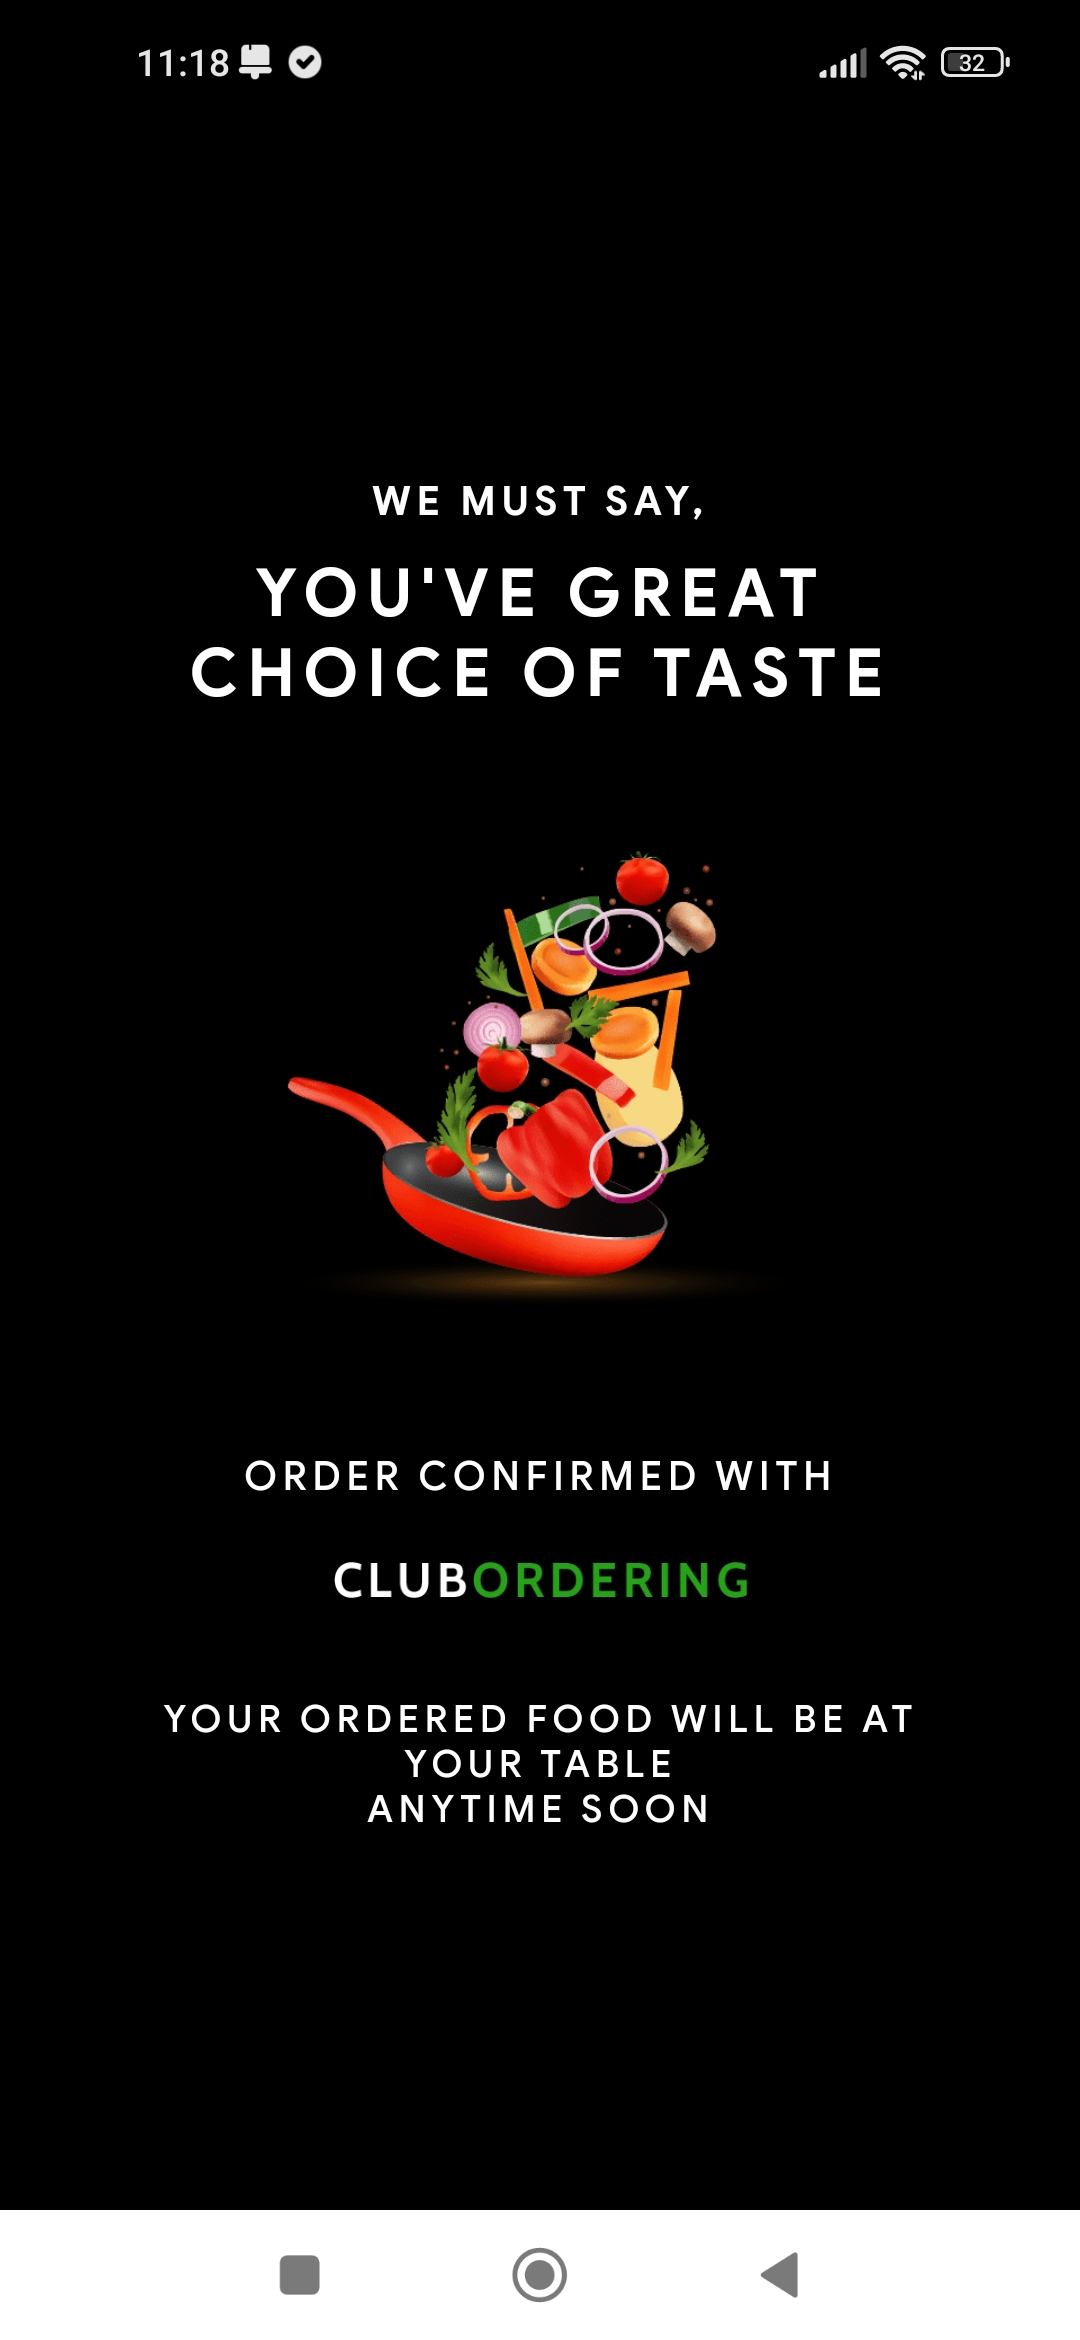 11:18
32
WE MUST SAY,
YOU'VE GREAT
CHOICE OF TASTE
ORDER CONFIRMED WITH
CLUBORDERING
YOUR ORDERED FOOD WILL BE AT
YOUR TABLE
ANYTIME SOON